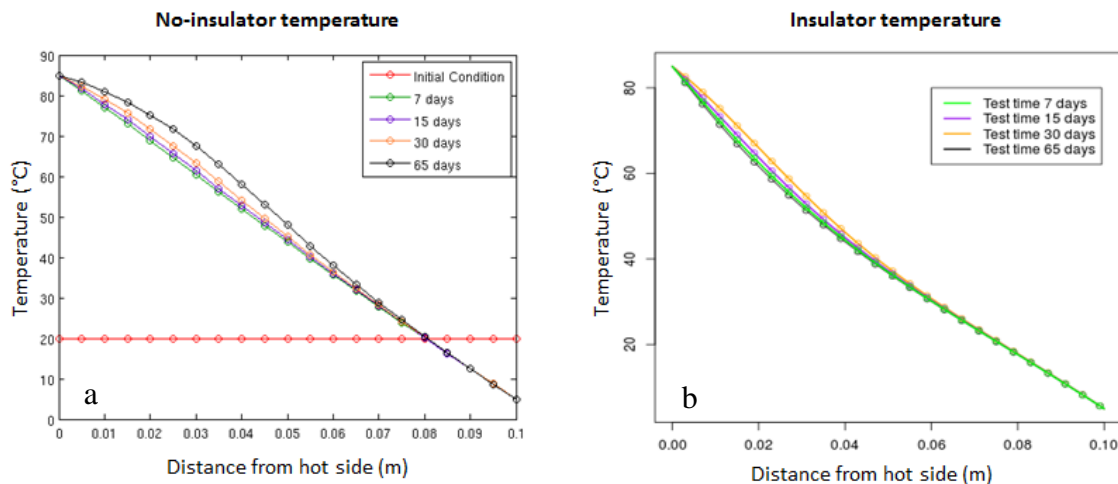 No-insulator temperature
Temperature (°C)
90
80
70
60
50
40
30
20
10
0
Initial Condition
7 days
15 days
30 days
65 days
a
0 0.01 0.02 0.03 0.04 0.05 0.06 0.07 0.08 0.09 0.1
Distance from hot side (m)
Insulator temperature
Temperature (°C)
80
60
40
20
Test time 7 days
Test time 15 days
Test time 30 days
Test time 65 days
b
0.00 0.02 0.04 0.06 0.08 0.10
Distance from hot side (m)